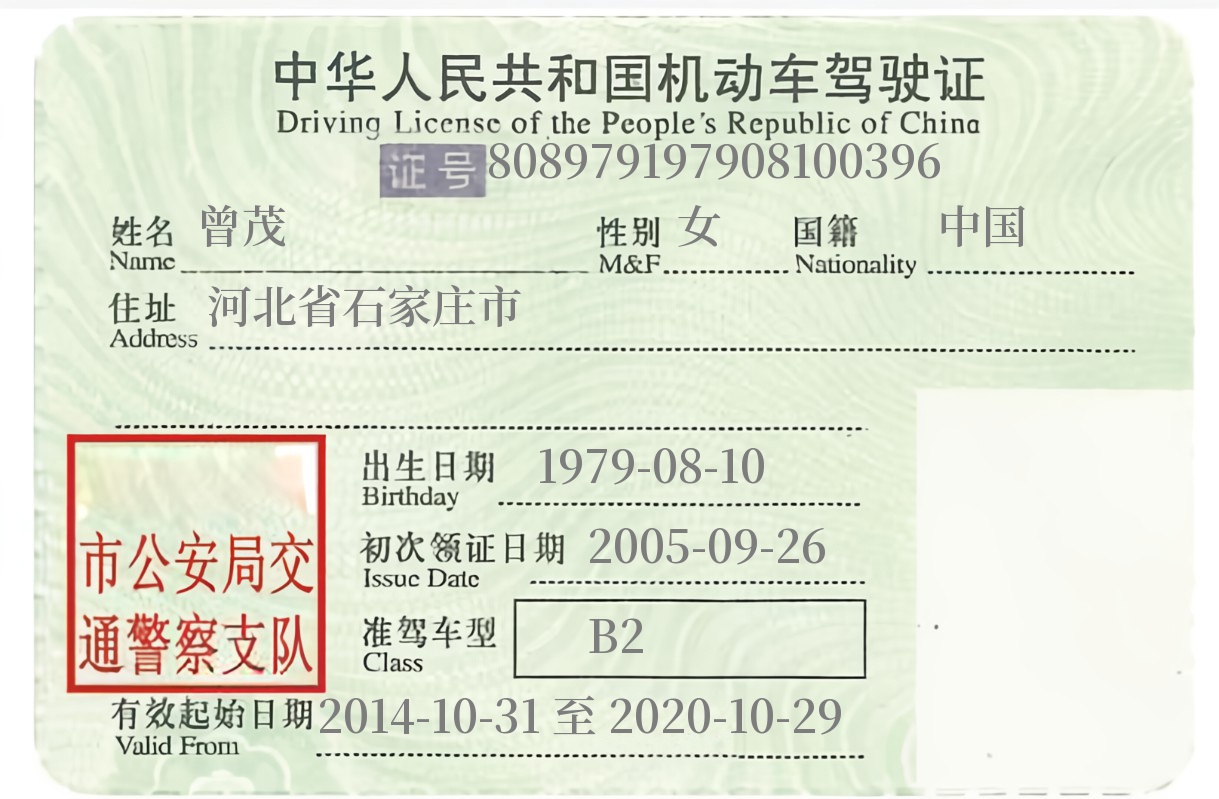 中华人民共和国机动车驾驶证
Driving License of the People's Republic of China
证号 808979197908100396
姓名 曾茂 性别 女 国籍 中国
Name M&F Nationality
住址 河北省石家庄市
Address
出生日期 1979-08-10
Birthday
初次领证日期 2005-09-26
Issue Date
市公安局交
通警察支队
准驾车型 B2
Class
有效起始日期 2014-10-31 至 2020-10-29
Valid From